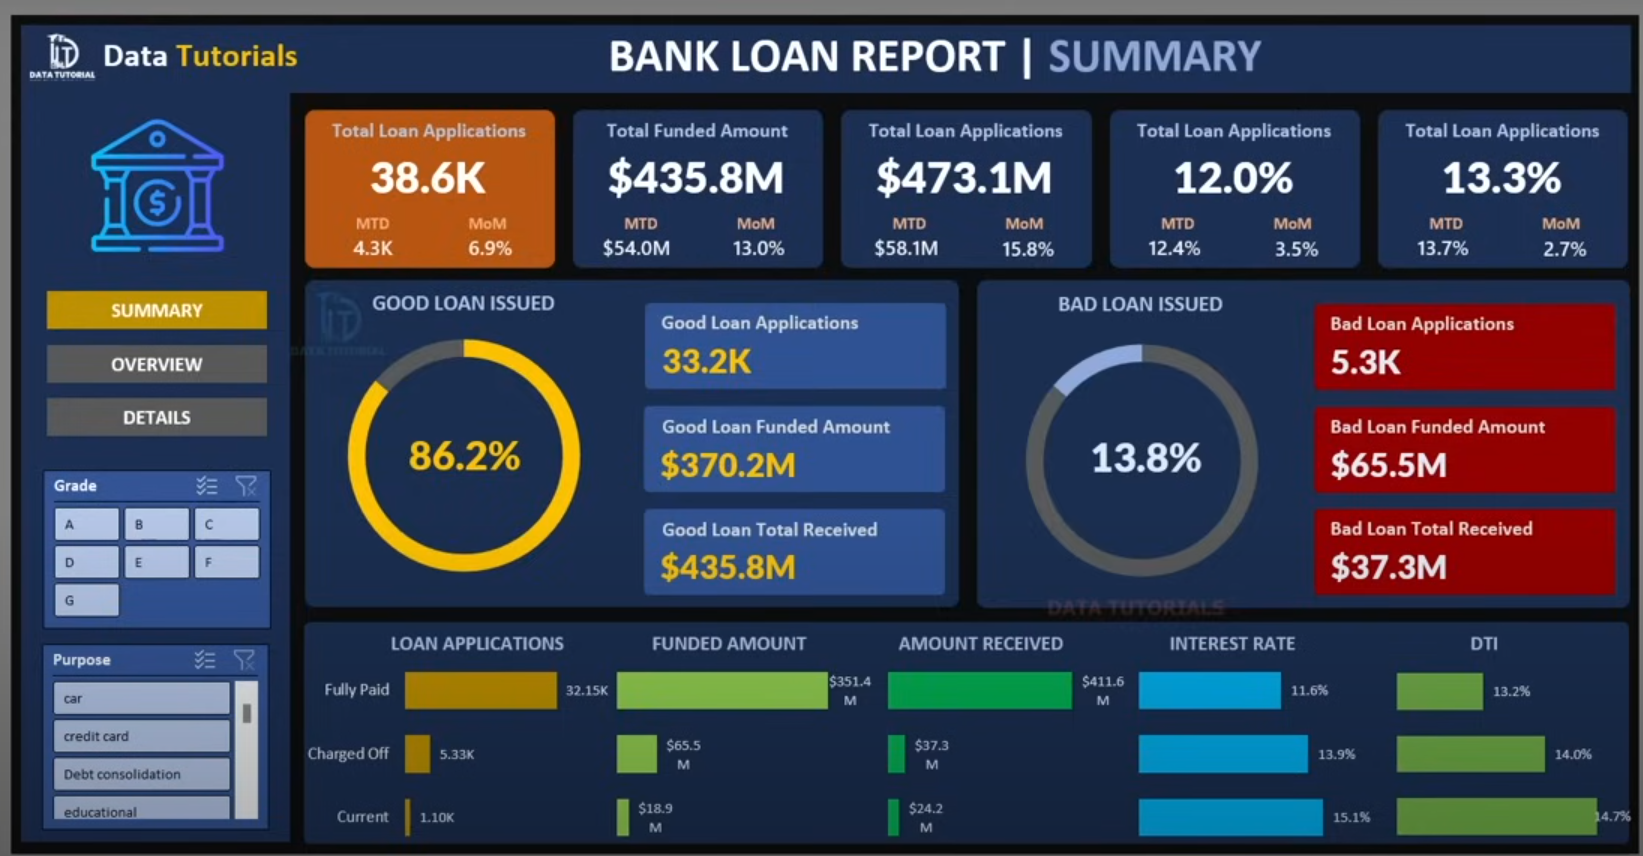 DATA TUTORIAL
Data Tutorials
BANK LOAN REPORT | SUMMARY
Total Loan Applications
38.6K
MTD MoM
4.3K 6.9%
Total Funded Amount
$435.8M
MTD MoM
$54.0M 13.0%
Total Loan Applications
$473.1M
MTD MoM
$58.1M 15.8%
Total Loan Applications
12.0%
MTD MoM
12.4% 3.5%
Total Loan Applications
13.3%
MTD MoM
13.7% 2.7%
SUMMARY
OVERVIEW
DETAILS
Grade
A B C
D E F
G
Purpose
car
credit card
Debt consolidation
educational
GOOD LOAN ISSUED
DATA TUTORIAL
86.2%
Good Loan Applications
33.2K
Good Loan Funded Amount
$370.2M
Good Loan Total Received
$435.8M
BAD LOAN ISSUED
13.8%
Bad Loan Applications
5.3K
Bad Loan Funded Amount
$65.5M
Bad Loan Total Received
$37.3M
DATA TUTORIALS
LOAN APPLICATIONS FUNDED AMOUNT AMOUNT RECEIVED INTEREST RATE DTI
Fully Paid 32.15K $351.4 M $411.6 M 11.6% 13.2%
Charged Off 5.33K $65.5 M $37.3 M 13.9% 14.0%
Current 1.10K $18.9 M $24.2 M 15.1% 14.7%